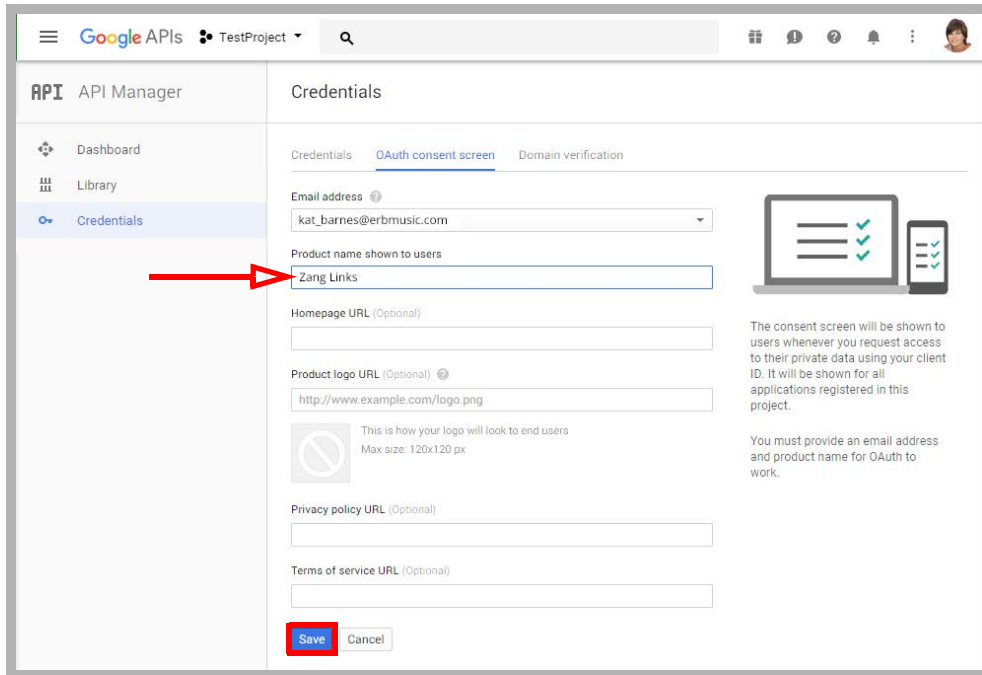 Google APIs TestProject
API API Manager
Credentials
Dashboard
Library
Credentials
Credentials OAuth consent screen Domain verification
Email address
kat_barnes@erbmusic.com
Product name shown to users
Zang Links
Homepage URL (Optional)
Product logo URL (Optional)
http://www.example.com/logo.png
This is how your logo will look to end users
Max size: 120x120 px
Privacy policy URL (Optional)
Terms of service URL (Optional)
Save Cancel
The consent screen will be shown to
users whenever you request access
to their private data using your client
ID. It will be shown for all
applications registered in this
project.
You must provide an email address
and product name for OAuth to
work.